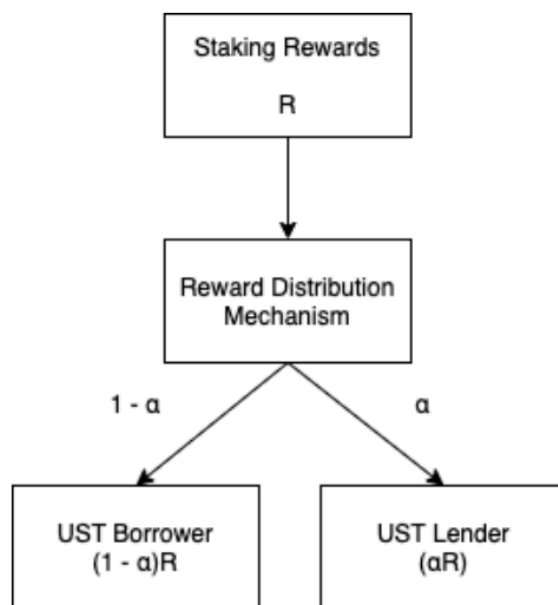 Staking Rewards
R
Reward Distribution
Mechanism
1 - α
α
UST Borrower
(1 - α)R
UST Lender
(αR)